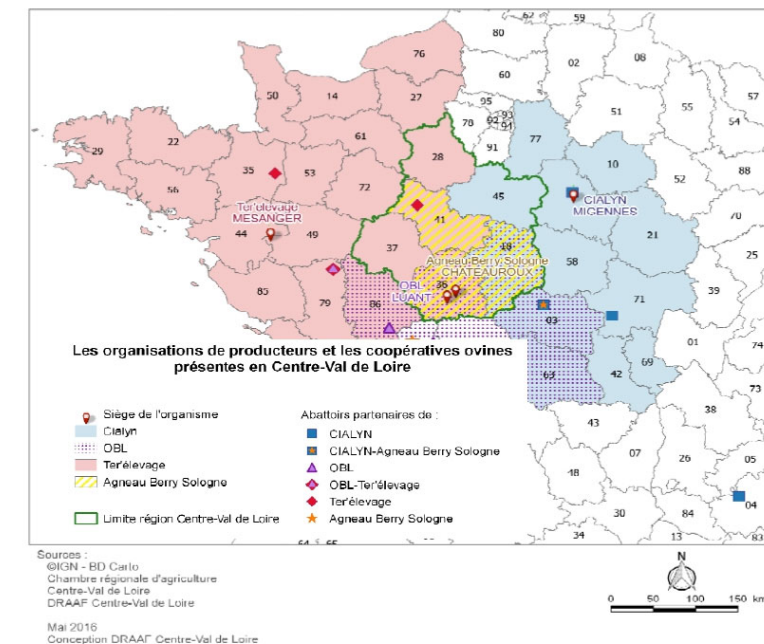 62
59
80
76
02
08
60
50
14
27
57
95
51
55
54
78
92
93
94
77
61
91
22
29
28
10
88
35
53
52
56
72
45
Ter'élevage
MESANGER
CIALYN
MIGENNES
70
41
21
44
49
18
25
37
Agneau Berry Sologne
CHATEAUROUX
58
OBL
LUANT
36
85
79
86
71
39
03
01
74
69
63
42
73
38
43
07
26
05
48
04
30
84
34
13
83
64
65
Les organisations de producteurs et les coopératives ovines
présentes en Centre-Val de Loire
Siège de l'organisme
Cialyn
OBL
Ter'élevage
Agneau Berry Sologne
Limite région Centre-Val de Loire
Abattoirs partenaires de :
CIALYN
CIALYN-Agneau Berry Sologne
OBL
OBL-Ter'élevage
Ter'élevage
Agneau Berry Sologne
Sources :
©IGN - BD Carto
Chambre régionale d'agriculture
Centre-Val de Loire
DRAAF Centre-Val de Loire
Mai 2016
Conception DRAAF Centre-Val de Loire
N
0 50 100 150 km